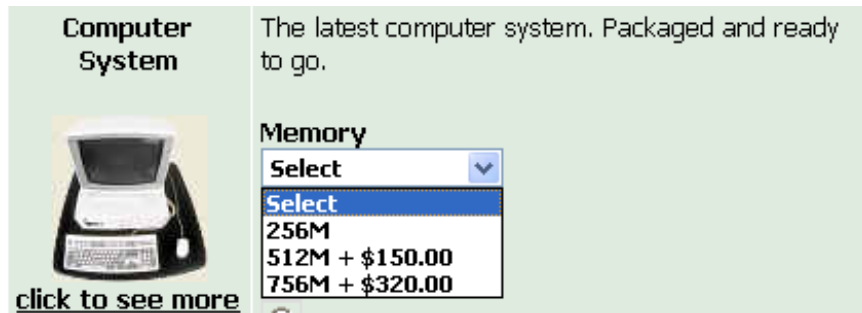 Computer
System
The latest computer system. Packaged and ready
to go.
Memory
Select
Select
256M
512M + $150.00
756M + $320.00
click to see more